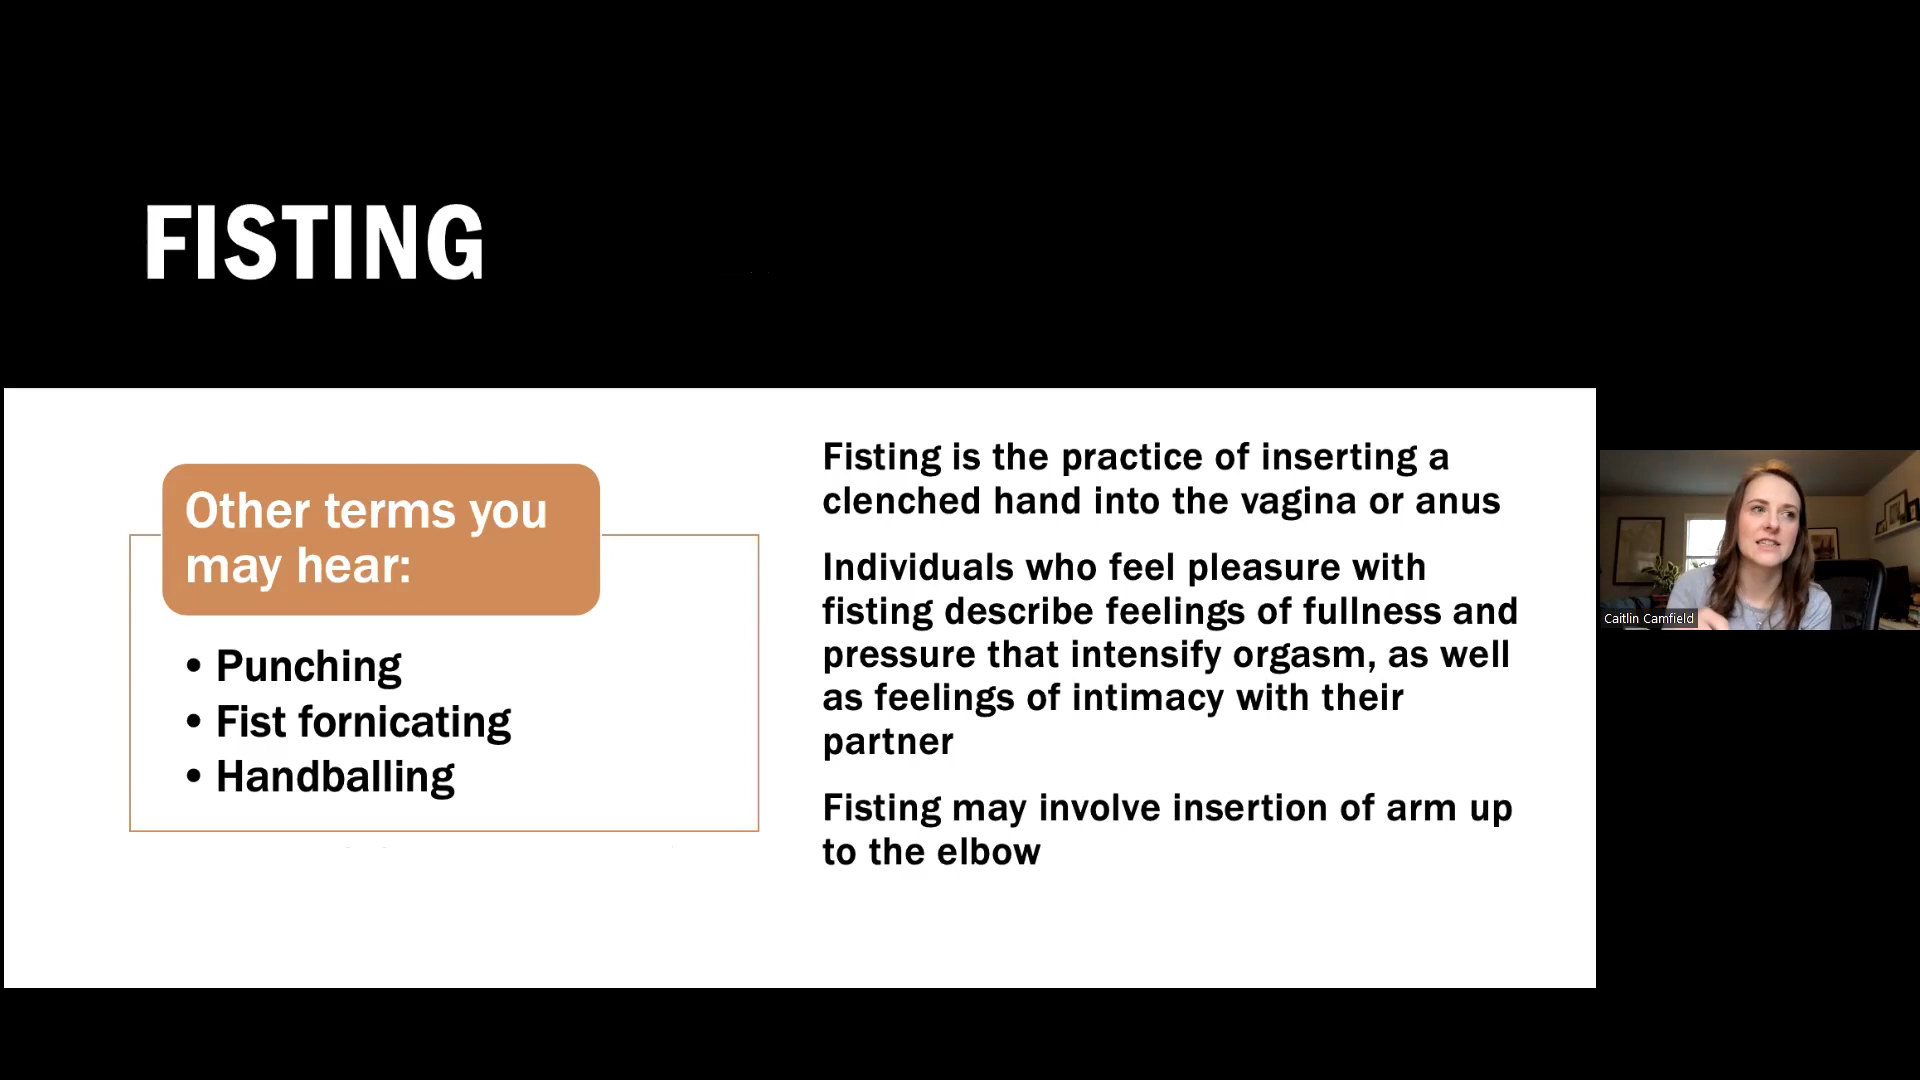 FISTING
Other terms you
may hear:
• Punching
• Fist fornicating
• Handballing
Fisting is the practice of inserting a
clenched hand into the vagina or anus
Individuals who feel pleasure with
fisting describe feelings of fullness and
pressure that intensify orgasm, as well
as feelings of intimacy with their
partner
Fisting may involve insertion of arm up
to the elbow
Caitlin Camfield